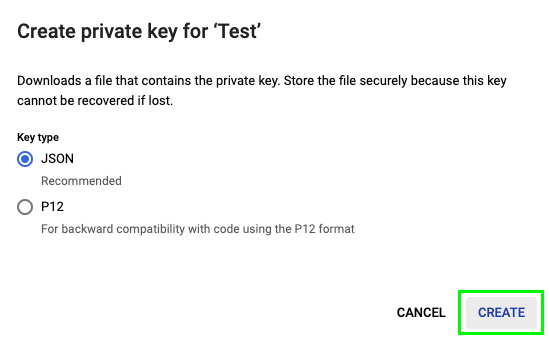 Create private key for ‘Test’
Downloads a file that contains the private key. Store the file securely because this key
cannot be recovered if lost.
Key type
JSON
Recommended
P12
For backward compatibility with code using the P12 format
CANCEL CREATE